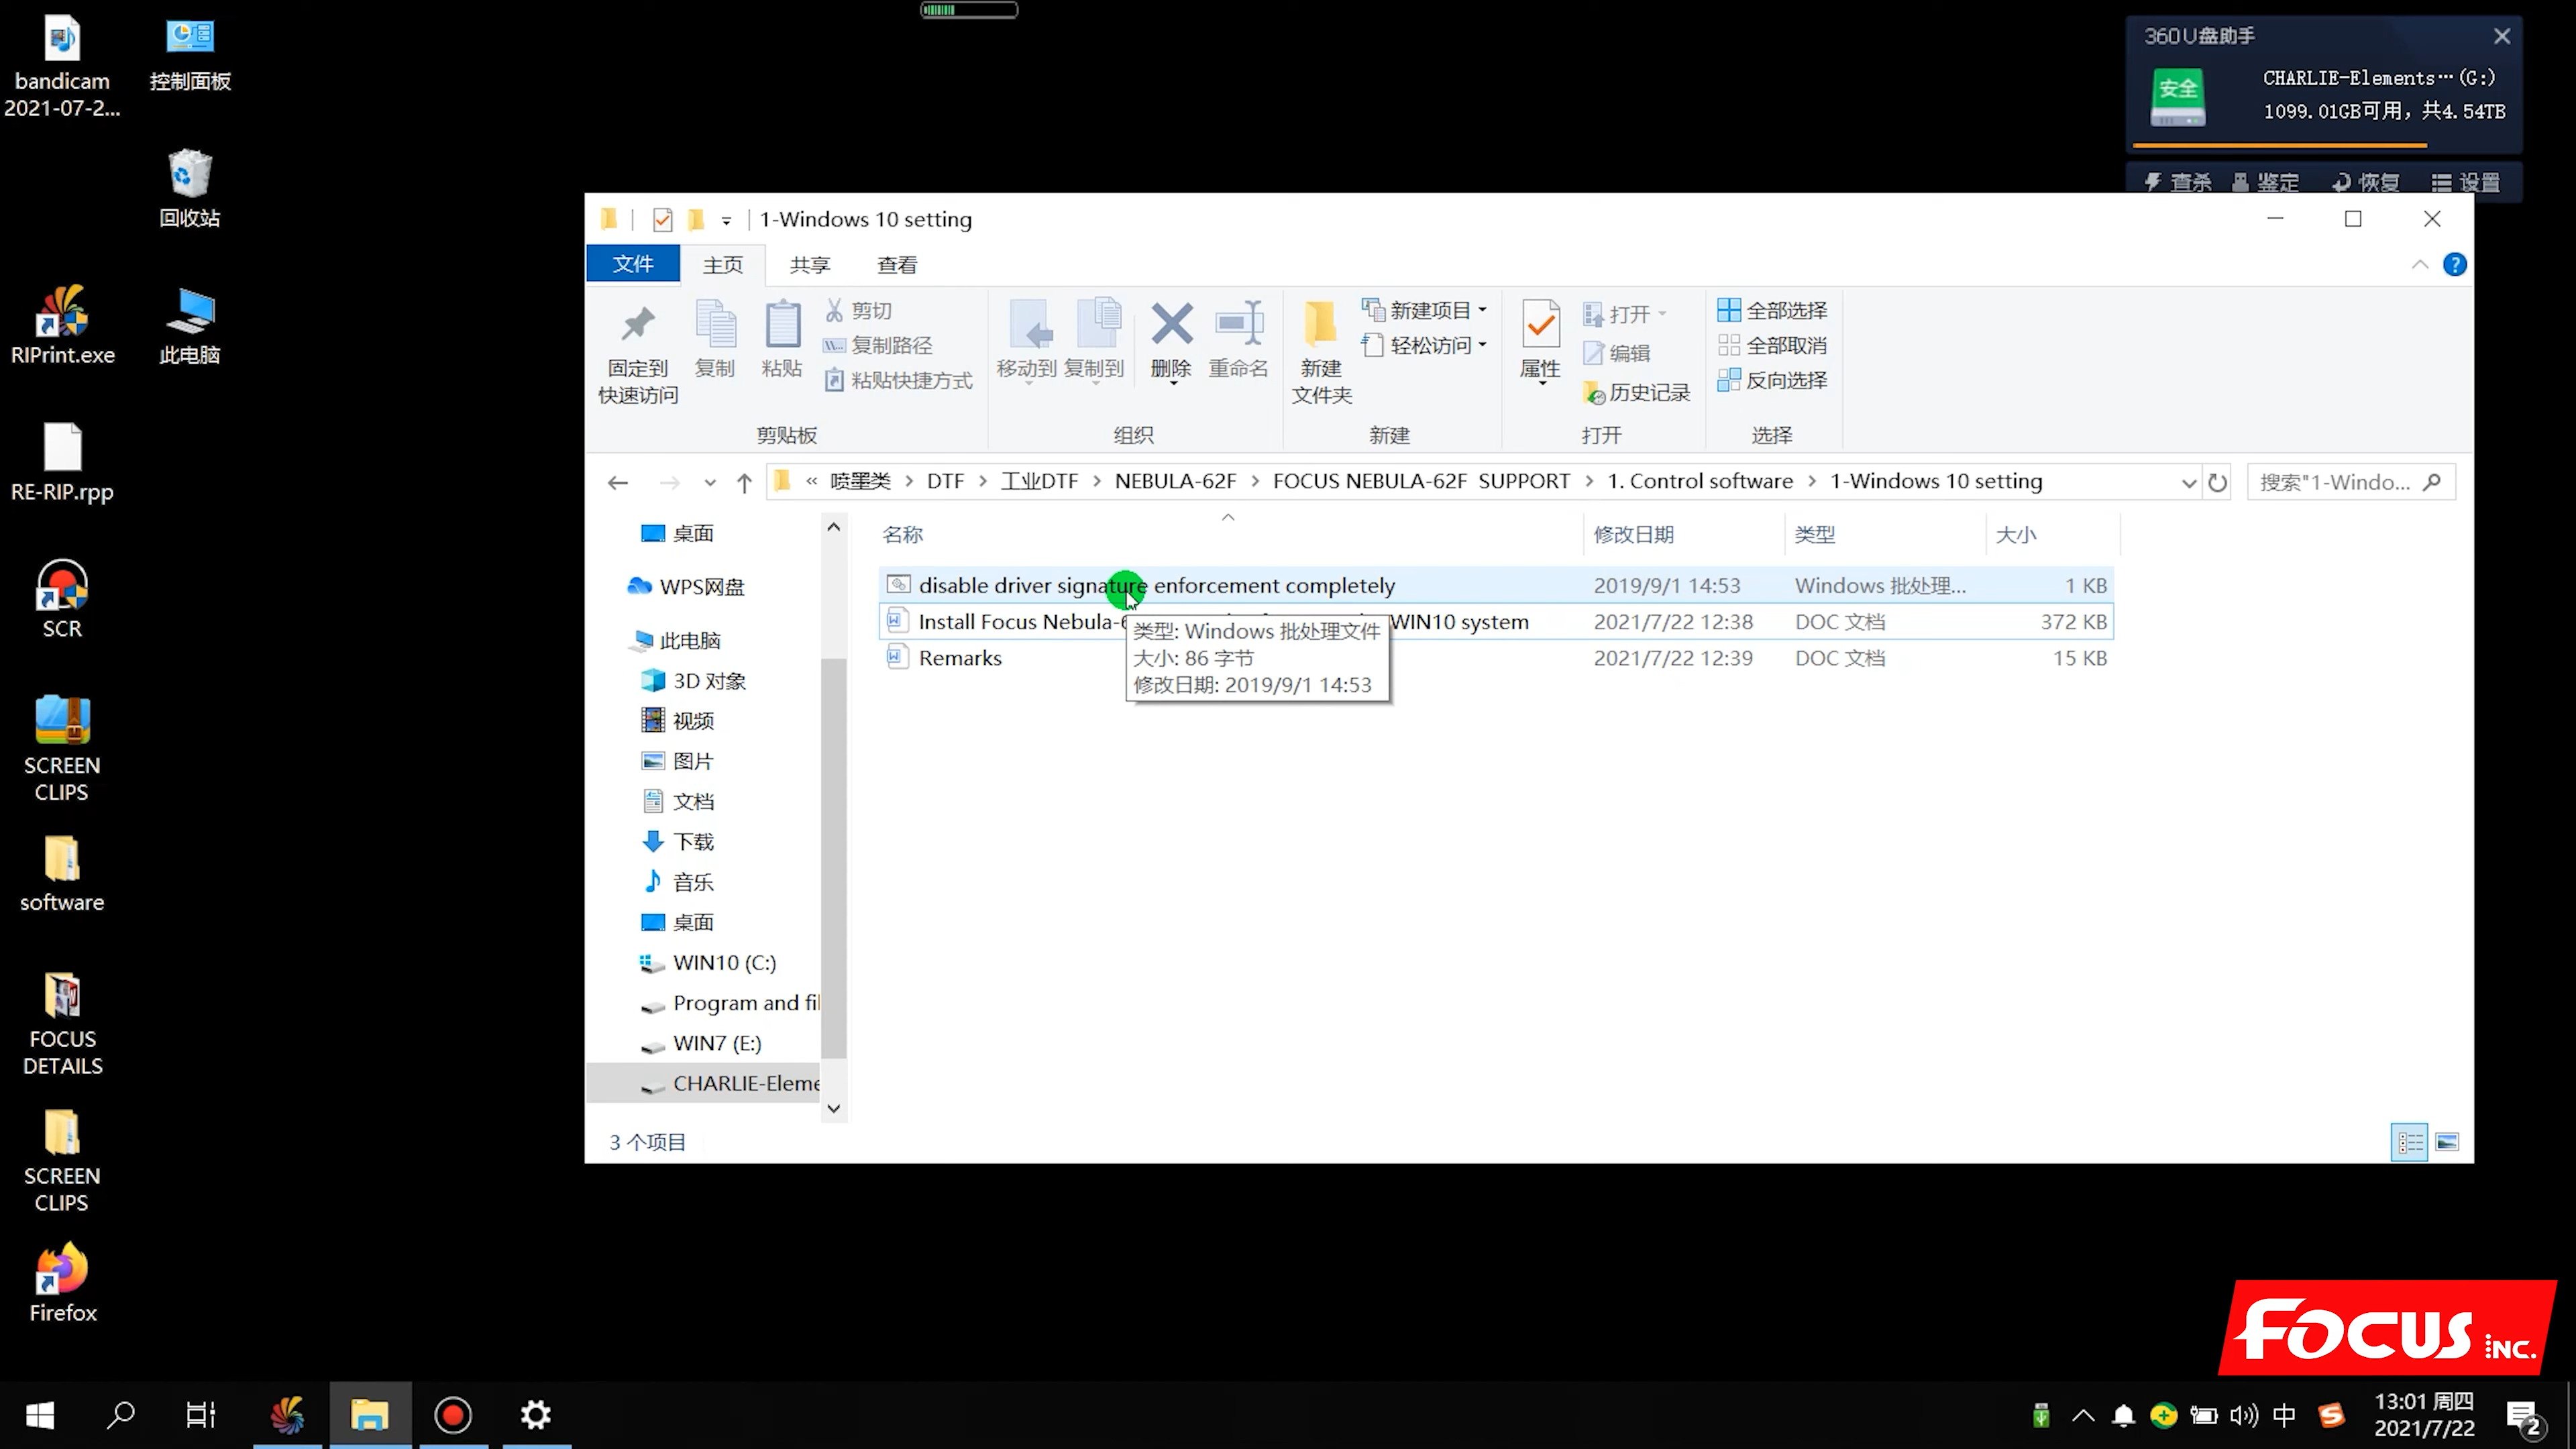 bandicam
2021-07-2...
控制面板
回收站
RIPrint.exe
此电脑
RE-RIP.rpp
SCR
SCREEN
CLIPS
software
FOCUS
DETAILS
SCREEN
CLIPS
Firefox
360U盘助手
安全
CHARLIE-Elements…(G:)
1099.01GB可用，共4.54TB
查杀 鉴定 恢复 设置
1-Windows 10 setting
文件 主页 共享 查看
固定到
快速访问
复制
粘贴
剪切
复制路径
粘贴快捷方式
剪贴板
移动到
复制到
删除
重命名
组织
新建
文件夹
新建项目
轻松访问
新建
属性
打开
编辑
历史记录
打开
全部选择
全部取消
反向选择
选择
« 喷墨类 › DTF › 工业DTF › NEBULA-62F › FOCUS NEBULA-62F SUPPORT › 1. Control software › 1-Windows 10 setting
搜索"1-Windo...
桌面
WPS网盘
此电脑
3D 对象
视频
图片
文档
下载
音乐
桌面
WIN10 (C:)
Program and fil
WIN7 (E:)
CHARLIE-Eleme
名称 修改日期 类型 大小
disable driver signature enforcement completely 2019/9/1 14:53 Windows 批处理... 1 KB
Install Focus Nebula- WIN10 system 2021/7/22 12:38 DOC 文档 372 KB
Remarks 2021/7/22 12:39 DOC 文档 15 KB
类型: Windows 批处理文件
大小: 86 字节
修改日期: 2019/9/1 14:53
3 个项目
FOCUS INC.
中
13:01 周四
2021/7/22
2